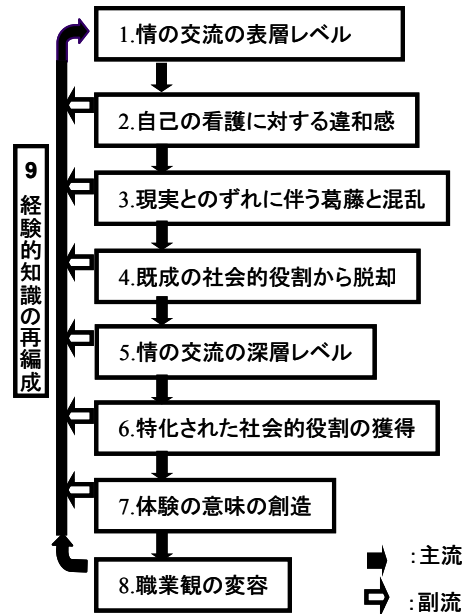 1.情の交流の表層レベル
2.自己の看護に対する違和感
3.現実とのずれに伴う葛藤と混乱
4.既成の社会的役割から脱却
5.情の交流の深層レベル
6.特化された社会的役割の獲得
7.体験の意味の創造
8.職業観の変容
9 経験的知識の再編成
:主流
:副流